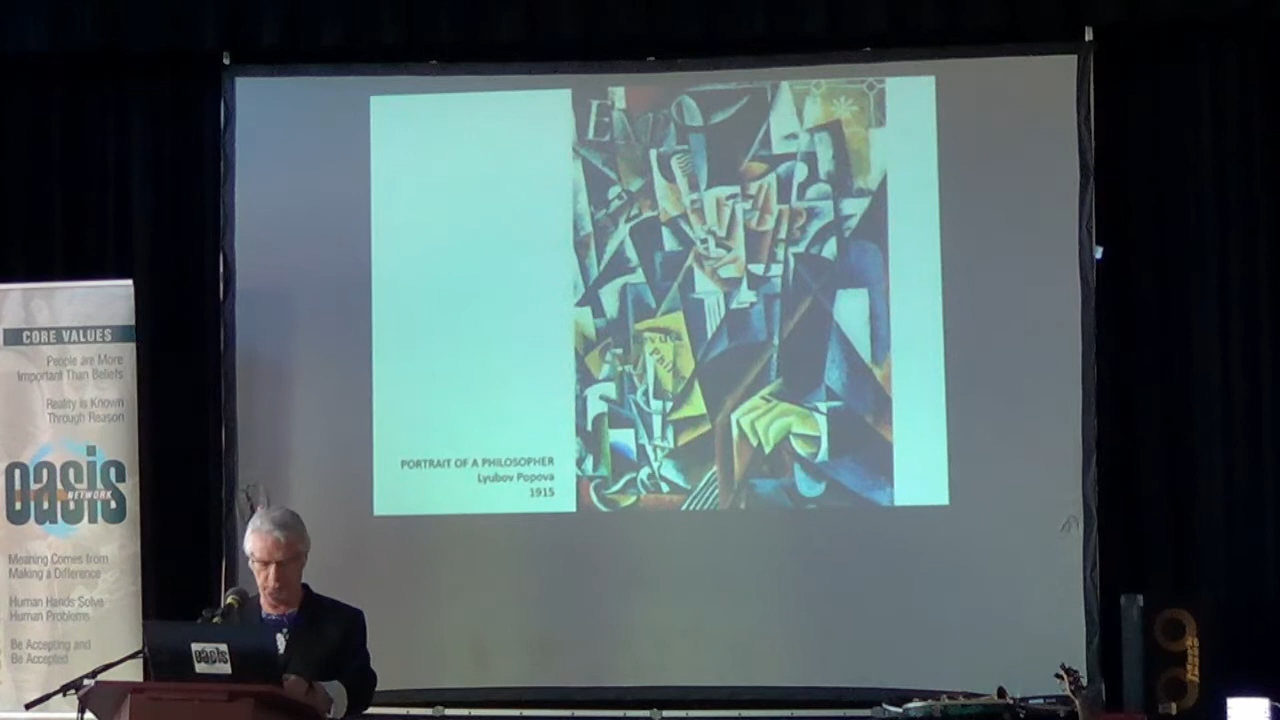 CORE VALUES
People are More
Important Than Beliefs
Reality is Known
Through Reason
oasis
NETWORK
Meaning Comes from
Making a Difference
Human Hands Solve
Human Problems
Be Accepting and
Be Accepted
oasis
PORTRAIT OF A PHILOSOPHER
Lyubov Popova
1915